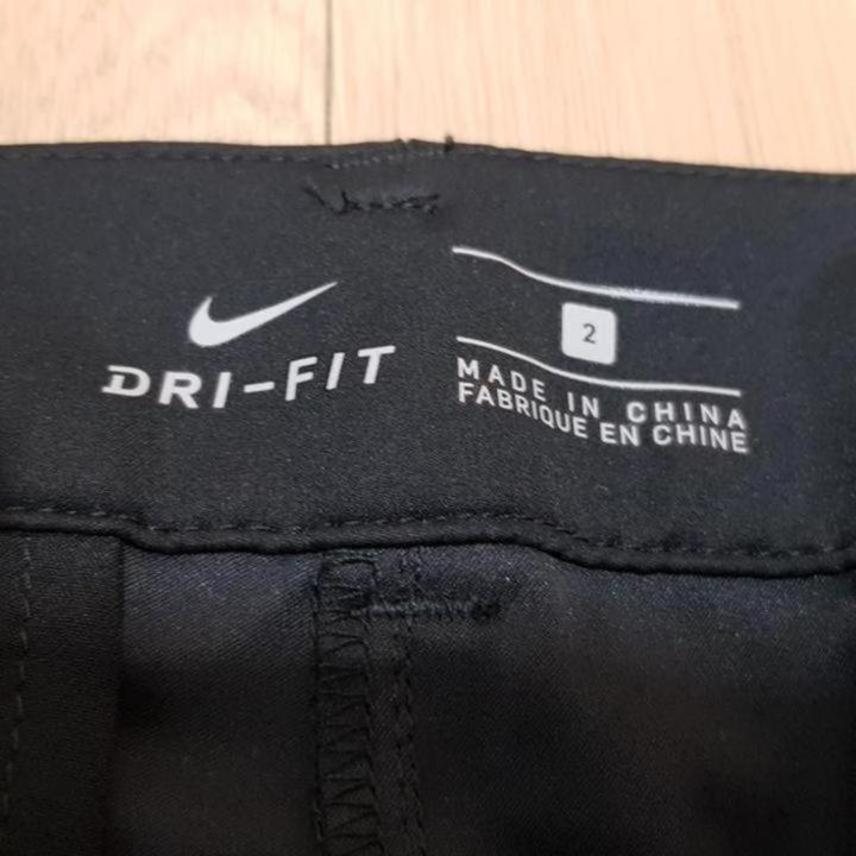 DRI-FIT
2
MADE IN CHINA
FABRIQUE EN CHINE